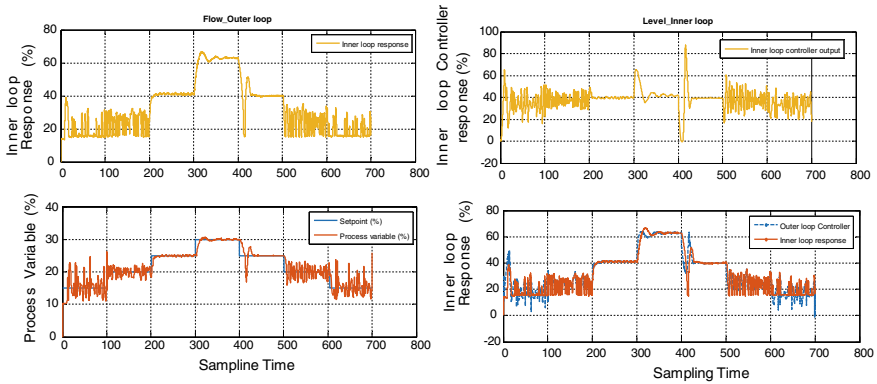 Flow_Outer loop
Inner loop
Response (%)
80
60
40
20
0
Inner loop response
0 100 200 300 400 500 600 700 800
Level_Inner loop
Inner loop Controller
response (%)
100
80
60
40
20
0
-20
Inner loop controller output
0 100 200 300 400 500 600 700 800
Process Variable (%)
40
30
20
10
0
Setpoint (%)
Process variable (%)
0 100 200 300 400 500 600 700 800
Sampline Time
Inner loop
Response (%)
80
60
40
20
0
-20
Outer loop Controller
Inner loop response
0 100 200 300 400 500 600 700 800
Sampling Time